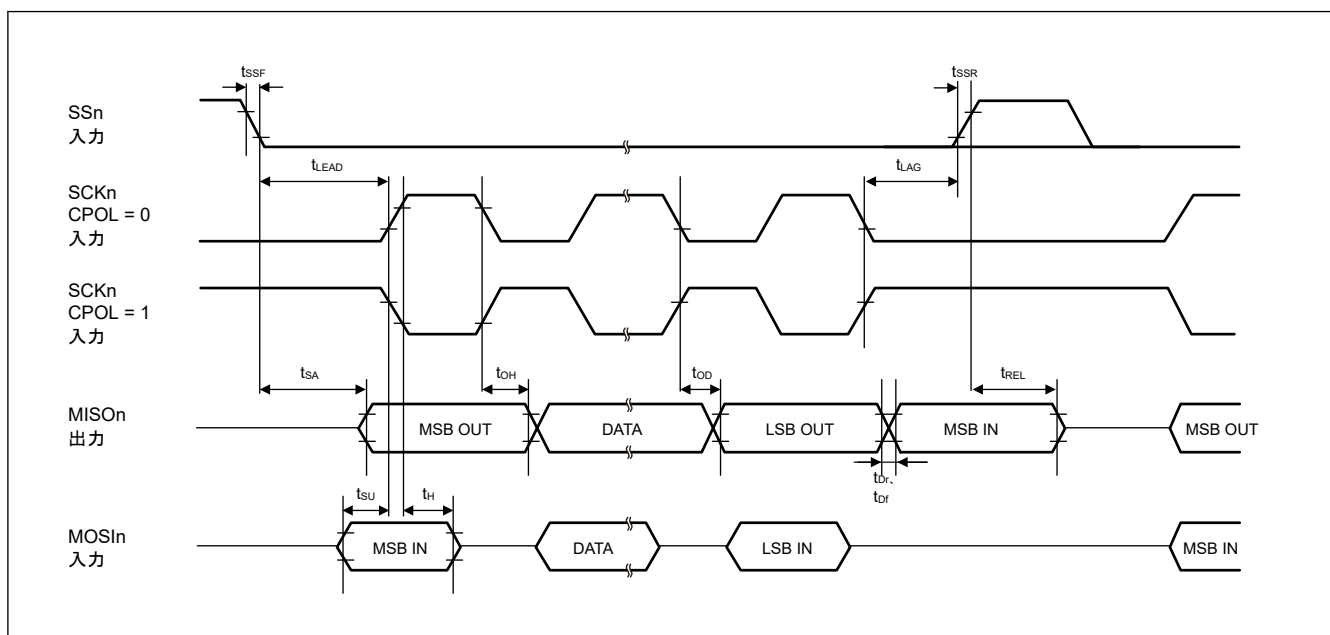 tSSF
tSSR
SSn
入力
tLEAD
tLAG
SCKn
CPOL = 0
入力
SCKn
CPOL = 1
入力
tSA
tOH
tOD
tREL
MISOn
出力
MSB OUT
DATA
LSB OUT
MSB IN
MSB OUT
tDr、
tDf
tSU
tH
MOSIn
入力
MSB IN
DATA
LSB IN
MSB IN